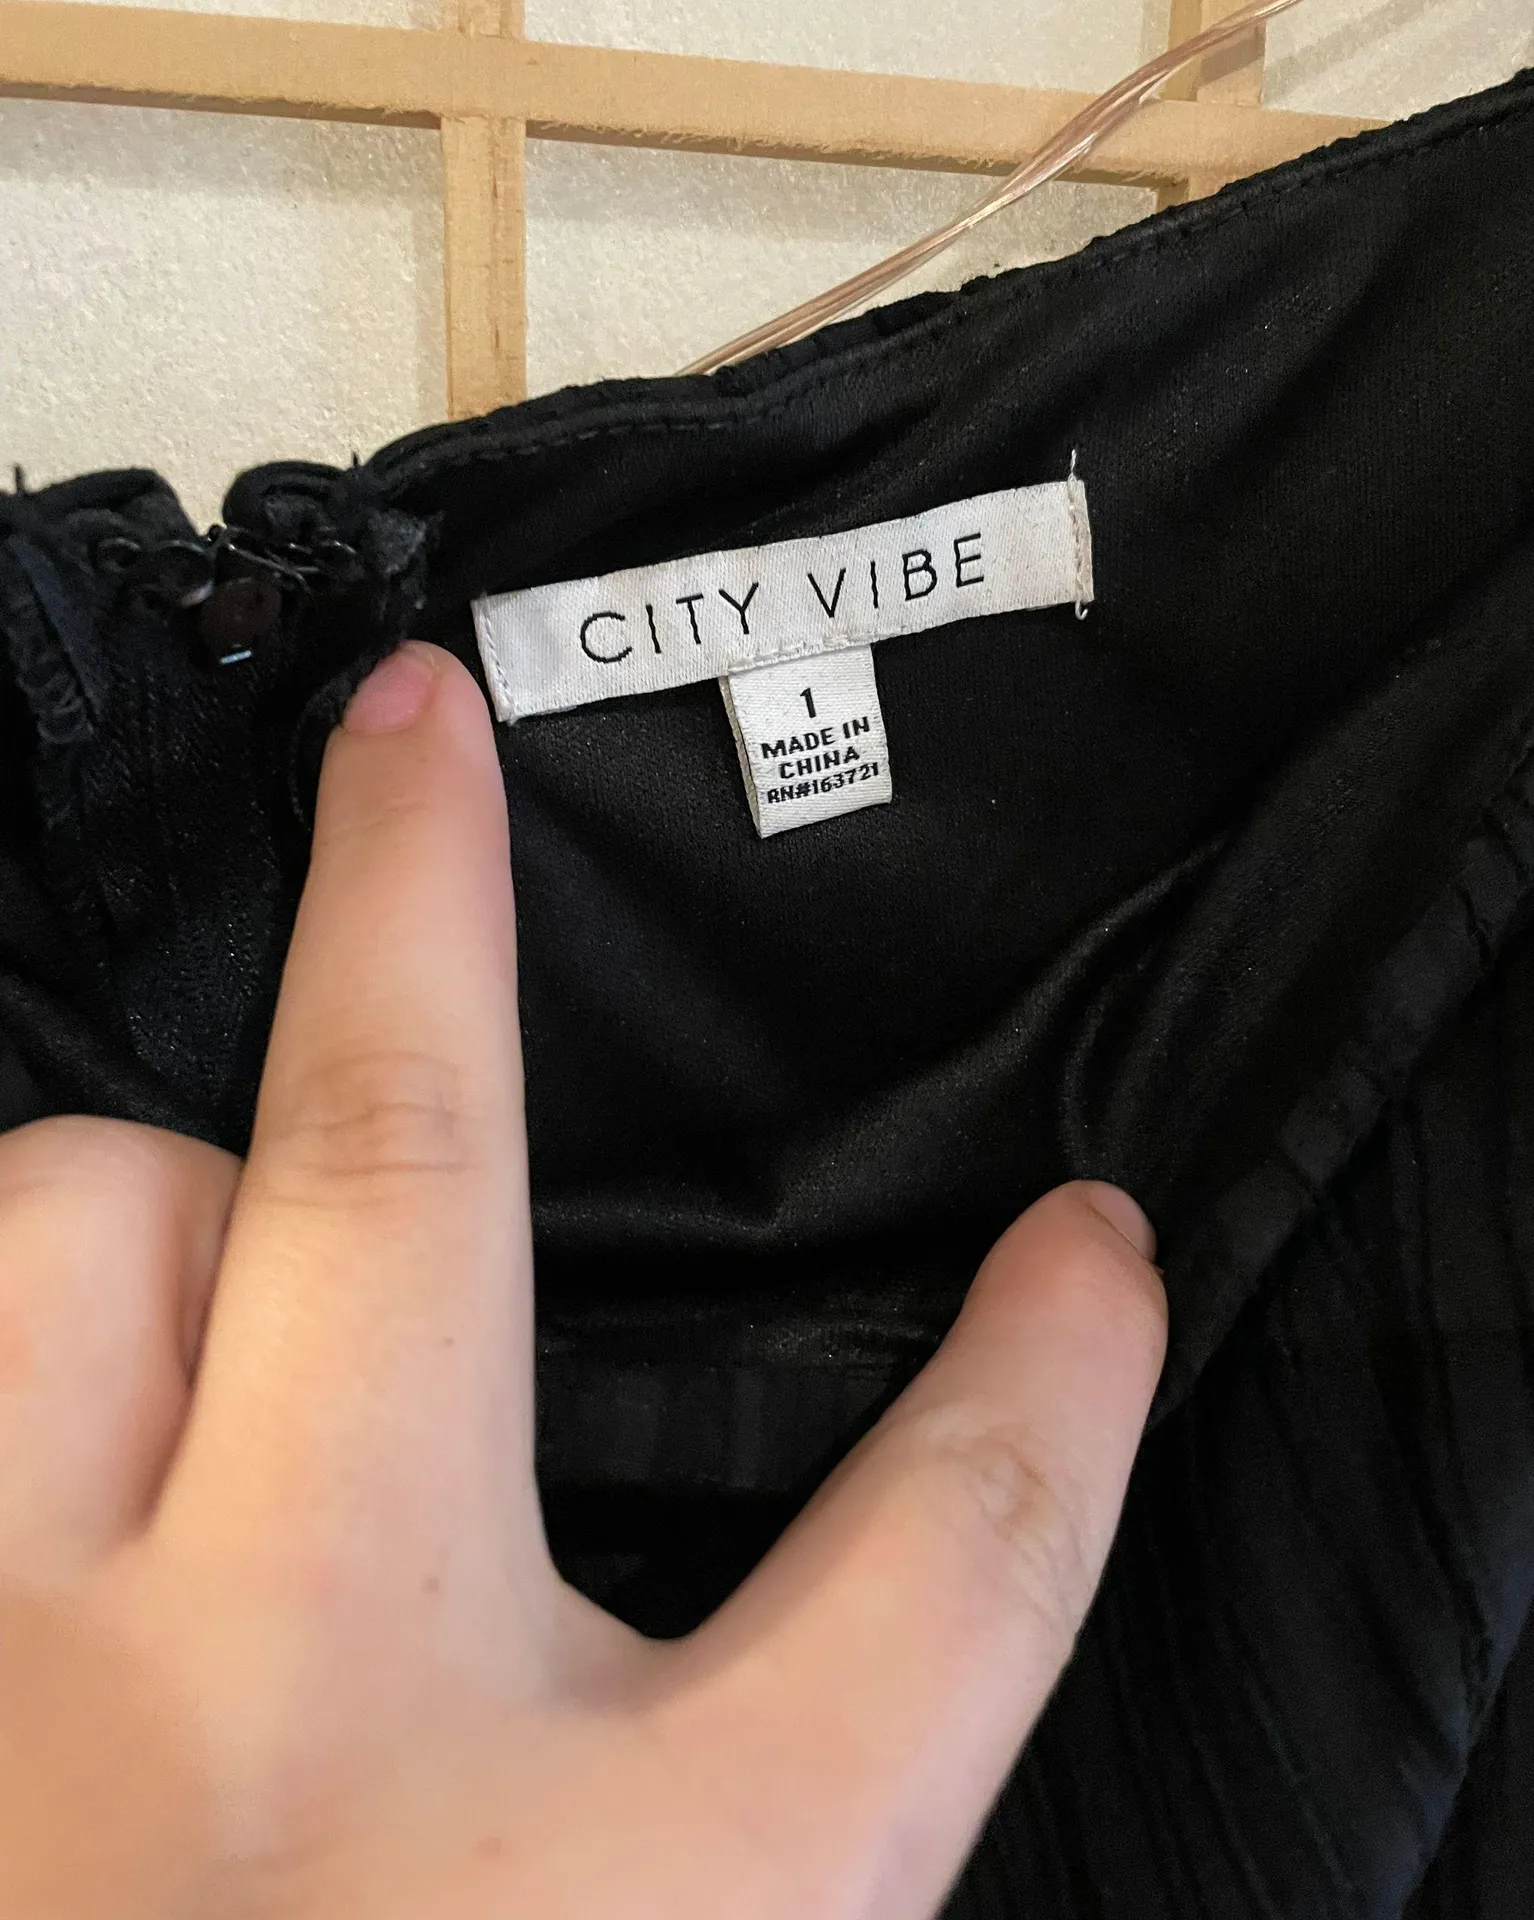 CITY VIBE
1
MADE IN
CHINA
RN#163721